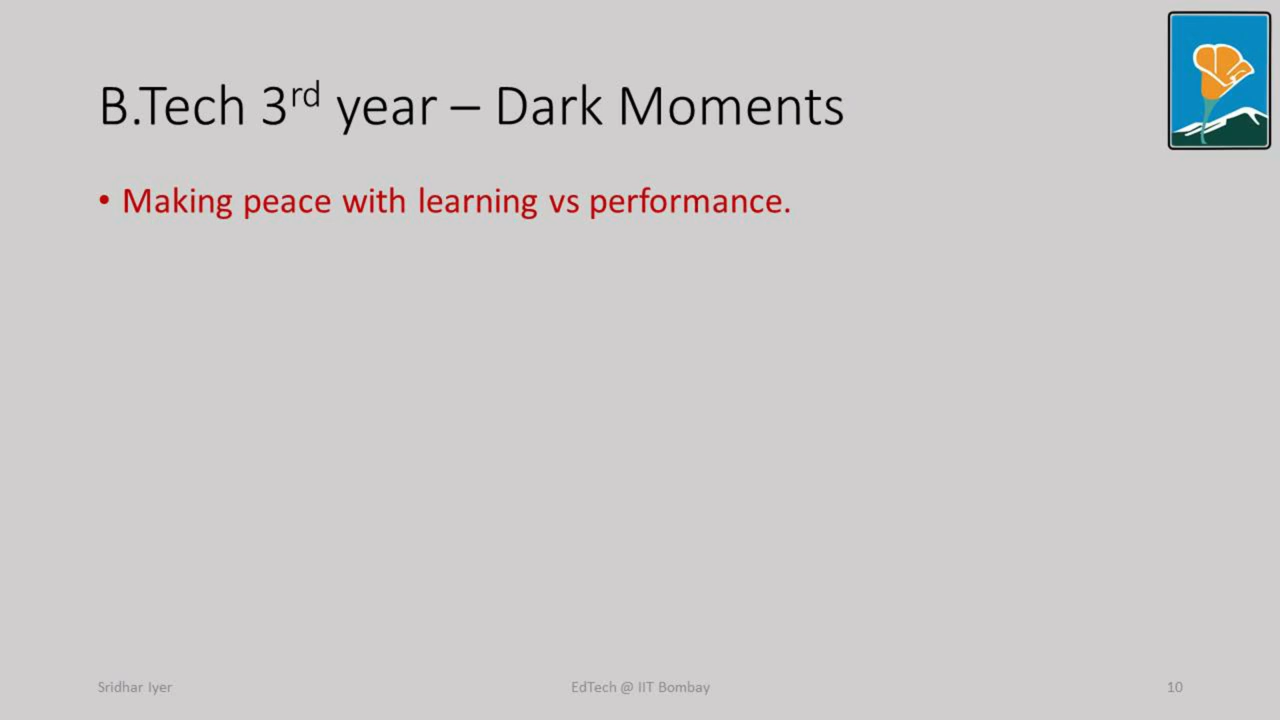 B.Tech 3rd year – Dark Moments
• Making peace with learning vs performance.
Sridhar Iyer
EdTech @ IIT Bombay
10